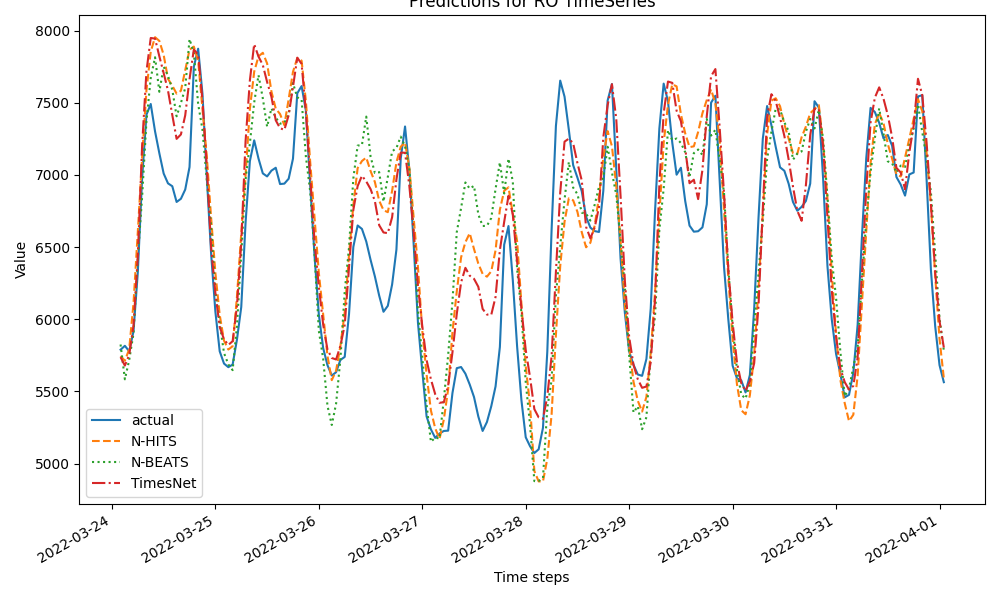 Predictions for RO TimeSeries
8000
7500
7000
6500
6000
5500
5000
Value
actual
N-HITS
N-BEATS
TimesNet
2022-03-24
2022-03-25
2022-03-26
2022-03-27
2022-03-28
2022-03-29
2022-03-30
2022-03-31
2022-04-01
Time steps